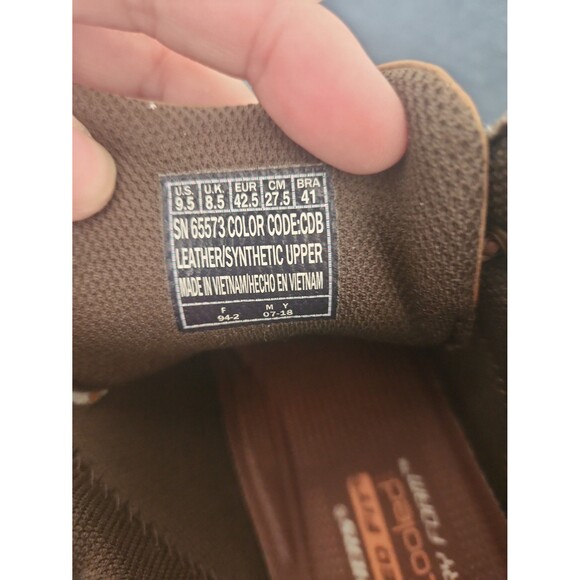 U.S. U.K. EUR CM BRA
9.5 8.5 42.5 27.5 41
SN 65573 COLOR CODE:CDB
LEATHER/SYNTHETIC UPPER
MADE IN VIETNAM/HECHO EN VIETNAM
F M Y
94-2 07-18